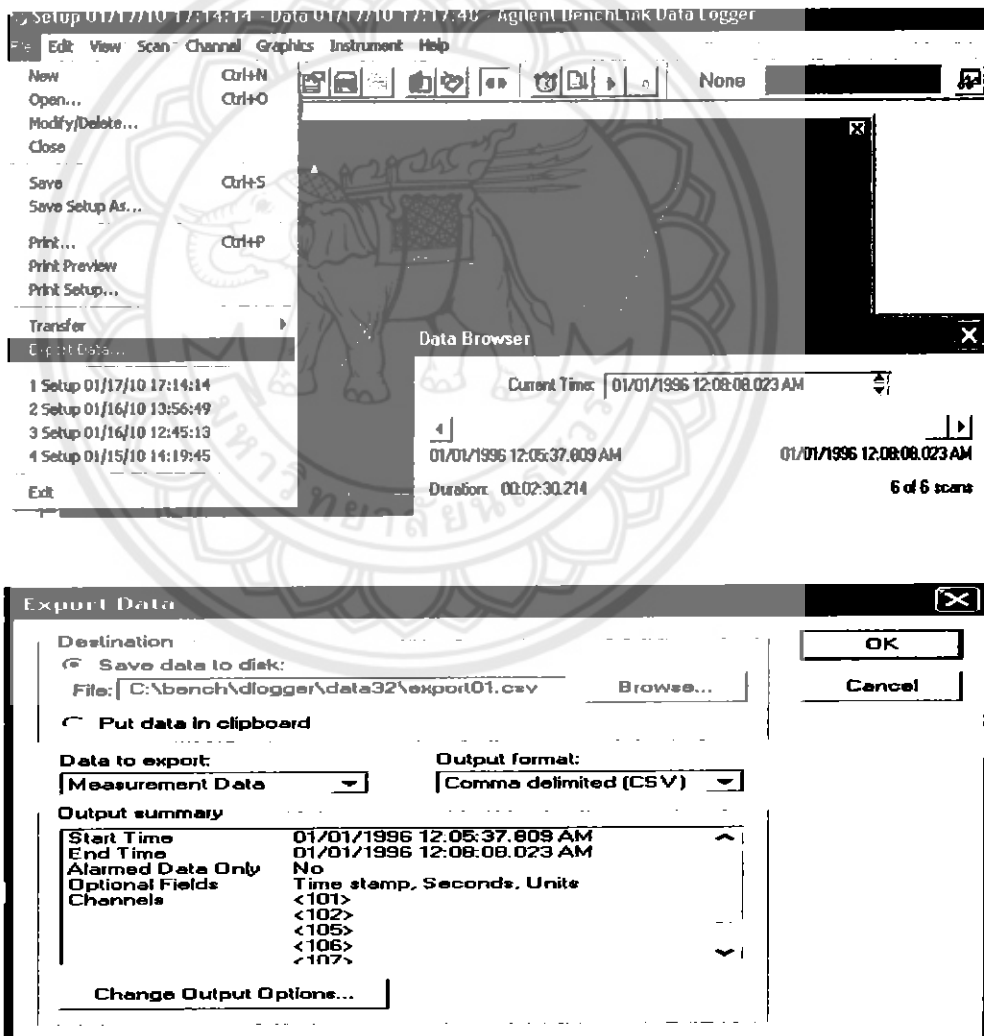 Setup 01/17/10 17:14:14 - Data 01/17/10 17:17:48 - Agilent BenchLink Data Logger
File Edit View Scan Channel Graphics Instrument Help
New Ctrl+N
Open... Ctrl+O
None
Modify/Delete...
Close
Save Ctrl+S
Save Setup As...
Print... Ctrl+P
Print Preview
Print Setup...
Transfer
Export Data...
1 Setup 01/17/10 17:14:14
2 Setup 01/16/10 13:56:49
3 Setup 01/16/10 12:45:13
4 Setup 01/15/10 14:19:45
Exit
Data Browser
Current Time: 01/01/1996 12:08:08.023 AM
01/01/1996 12:05:37.809 AM 01/01/1996 12:08:08.023 AM
Duration: 00:02:30.214 6 of 6 scans
Export Data
Destination
Save data to disk:
File: C:\bench\dlogger\data32\export01.csv Browse...
Put data in clipboard
OK
Cancel
Data to export: Output format:
Measurement Data Comma delimited (CSV)
Output summary
Start Time 01/01/1996 12:05:37.809 AM
End Time 01/01/1996 12:08:08.023 AM
Alarmed Data Only No
Optional Fields Time stamp, Seconds, Units
Channels <101>
<102>
<105>
<106>
<107>
Change Output Options...